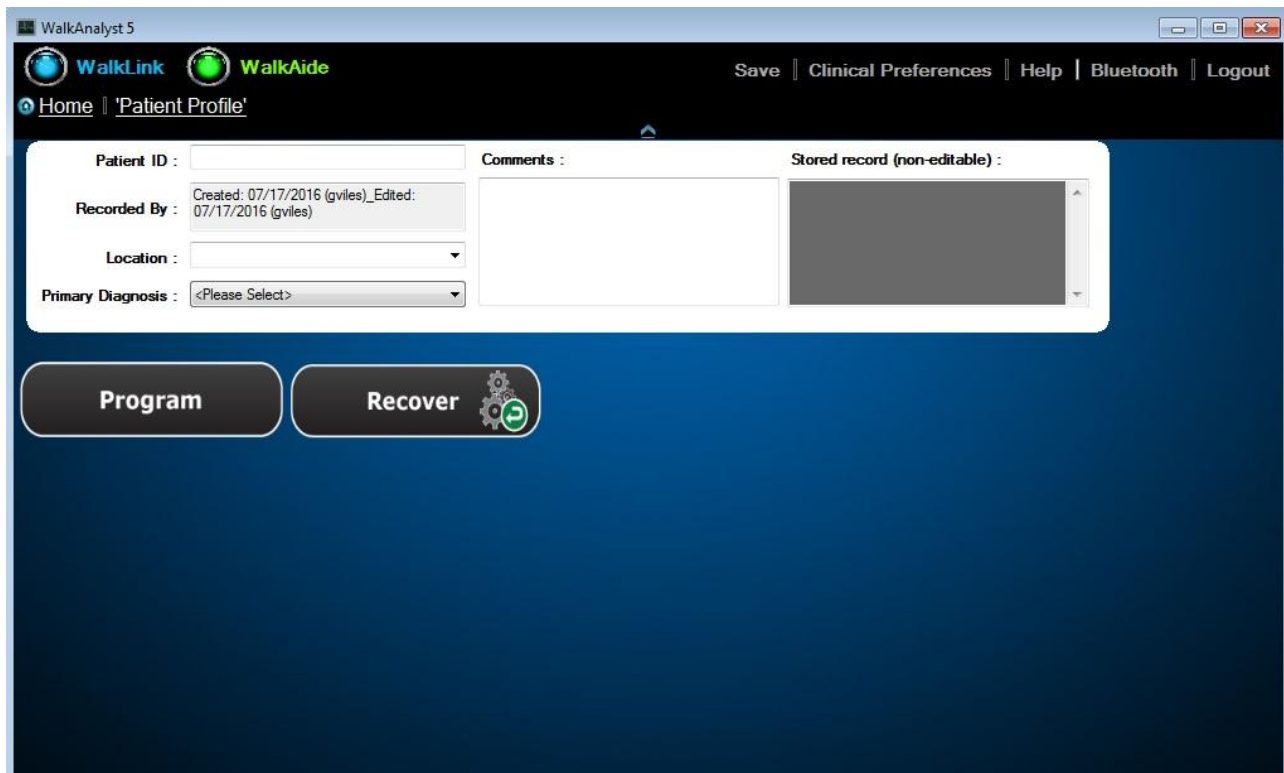 WalkAnalyst 5
WalkLink WalkAide
Save | Clinical Preferences | Help | Bluetooth | Logout
Home | 'Patient Profile'
Patient ID :
Comments :
Stored record (non-editable) :
Recorded By :
Created: 07/17/2016 (gviles)_Edited:
07/17/2016 (gviles)
Location :
Primary Diagnosis :
<Please Select>
Program
Recover